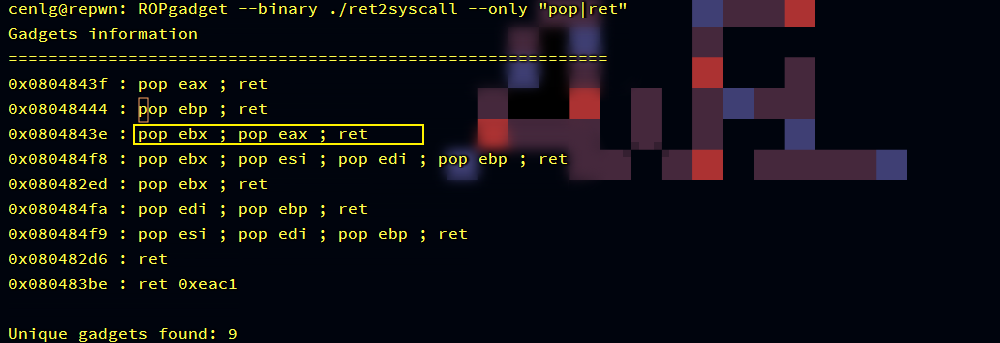 cenlg@repwn: ROPgadget --binary ./ret2syscall --only "pop|ret"
Gadgets information
============================================================
0x0804843f : pop eax ; ret
0x08048444 : pop ebp ; ret
0x0804843e : pop ebx ; pop eax ; ret
0x080484f8 : pop ebx ; pop esi ; pop edi ; pop ebp ; ret
0x080482ed : pop ebx ; ret
0x080484fa : pop edi ; pop ebp ; ret
0x080484f9 : pop esi ; pop edi ; pop ebp ; ret
0x080482d6 : ret
0x080483be : ret 0xeac1
Unique gadgets found: 9